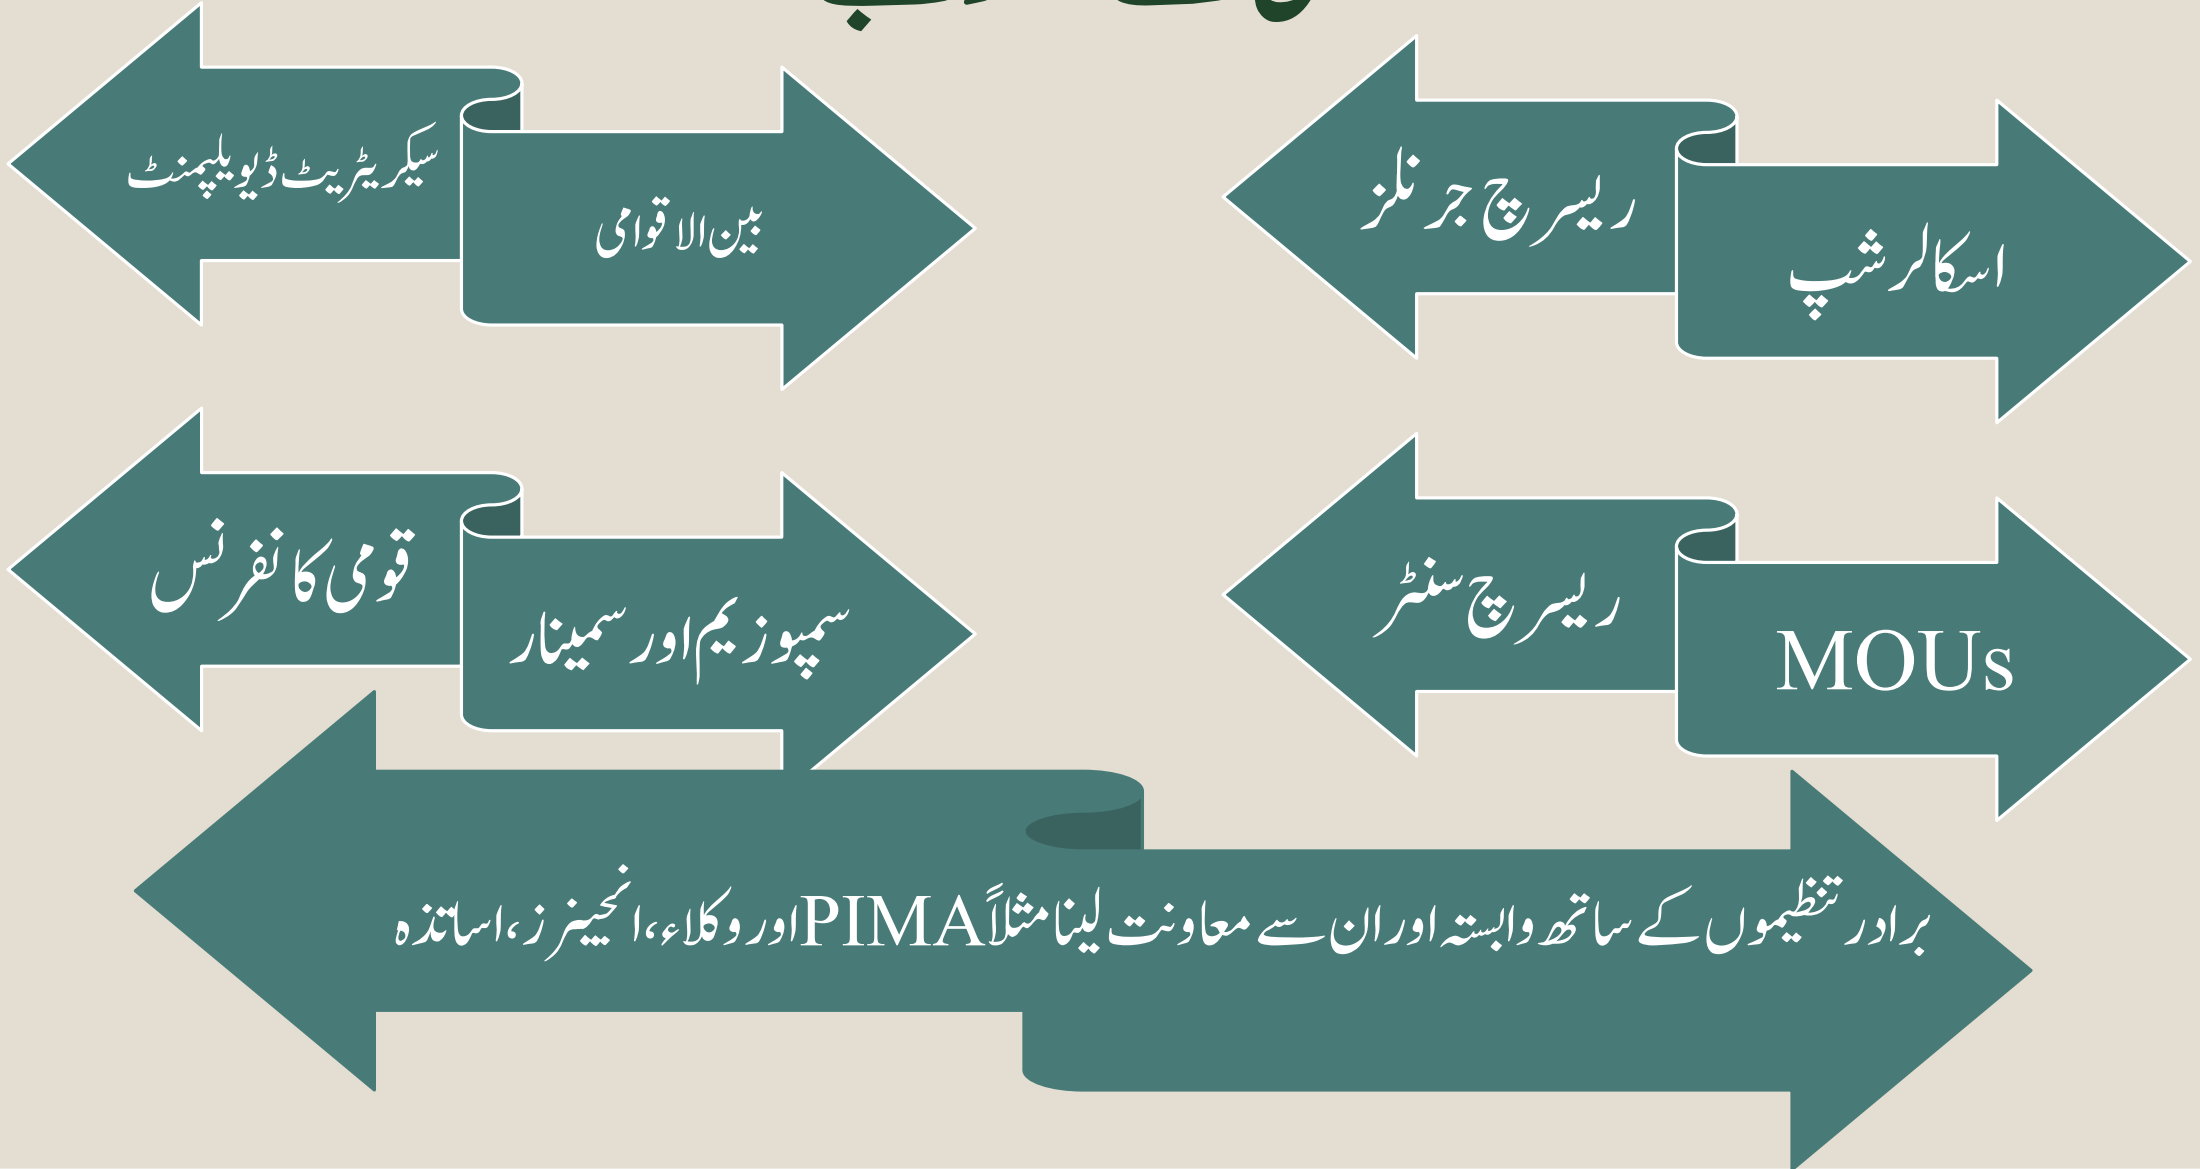 ریسرچ جرنلز
اسکالرشپ
سیکریٹریٹ ڈیویلپمنٹ
بین الاقوامی
ریسرچ سنٹر
MOUs
قومی کانفرنس
سمپوزیم اور سمینار
برادر تنظیموں کے ساتھ وابستہ اور ان سے معاونت لینا مثلاً PIMA اور وکلاء، انجینرز، اساتذہ